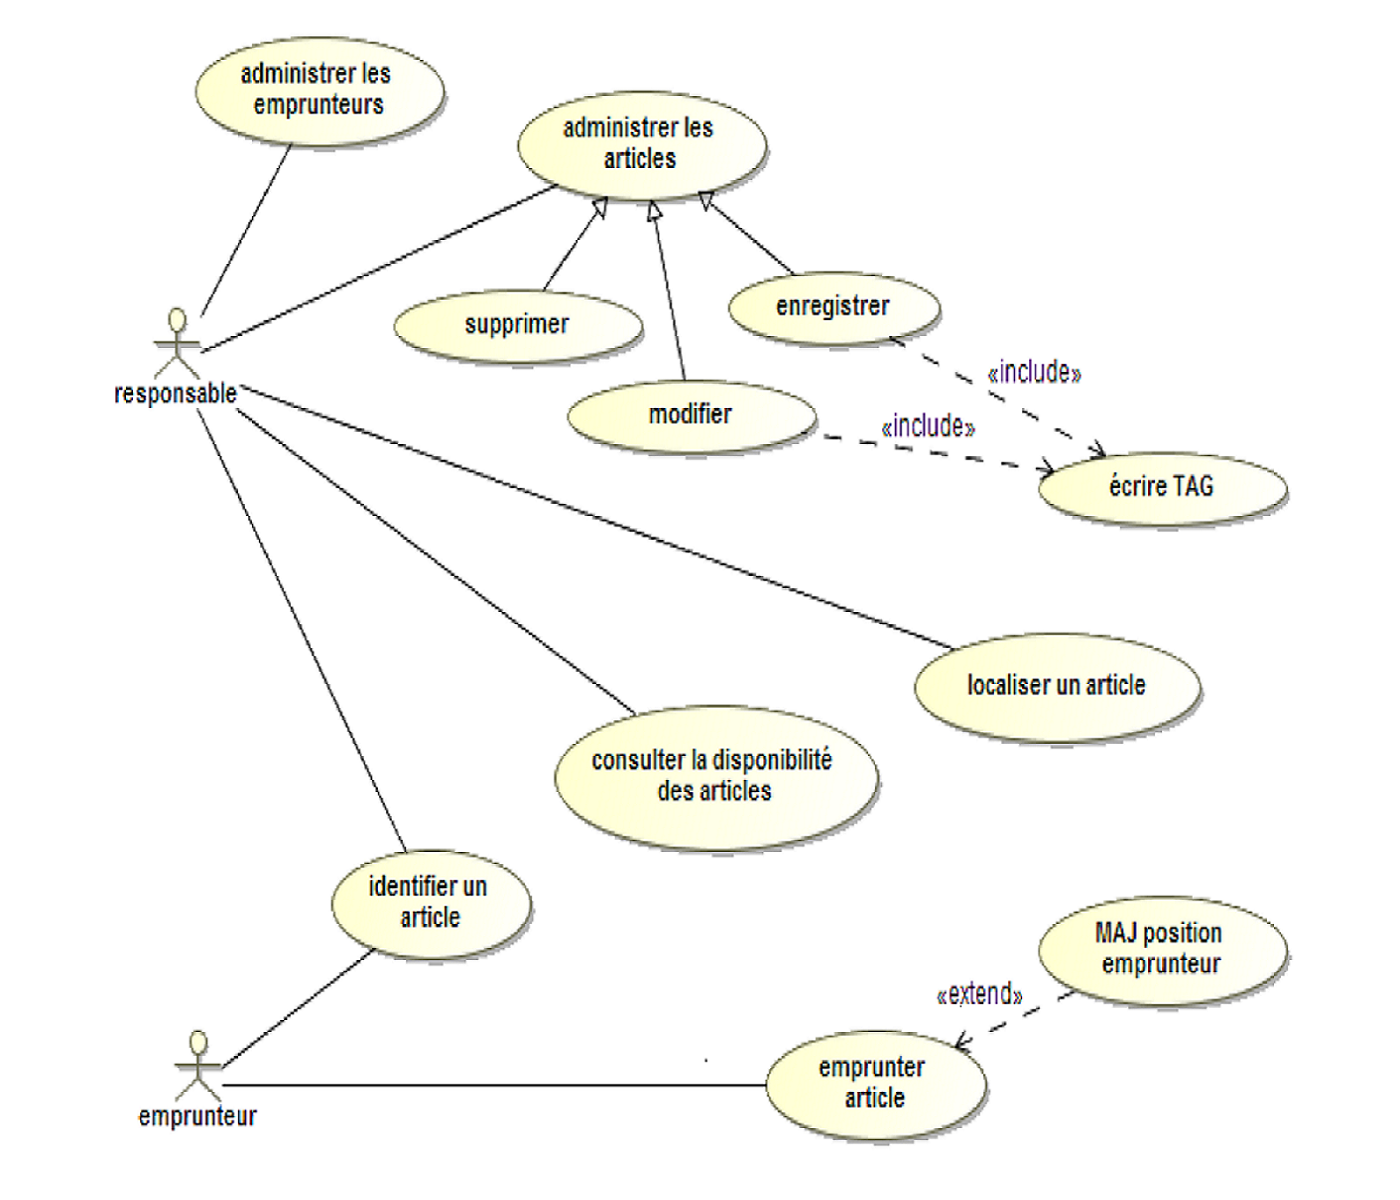 administrer les
emprunteurs
administrer les
articles
supprimer
enregistrer
«include»
responsable
modifier
«include»
écrire TAG
localiser un article
consulter la disponibilité
des articles
identifier un
article
MAJ position
emprunteur
«extend»
emprunter
article
emprunteur